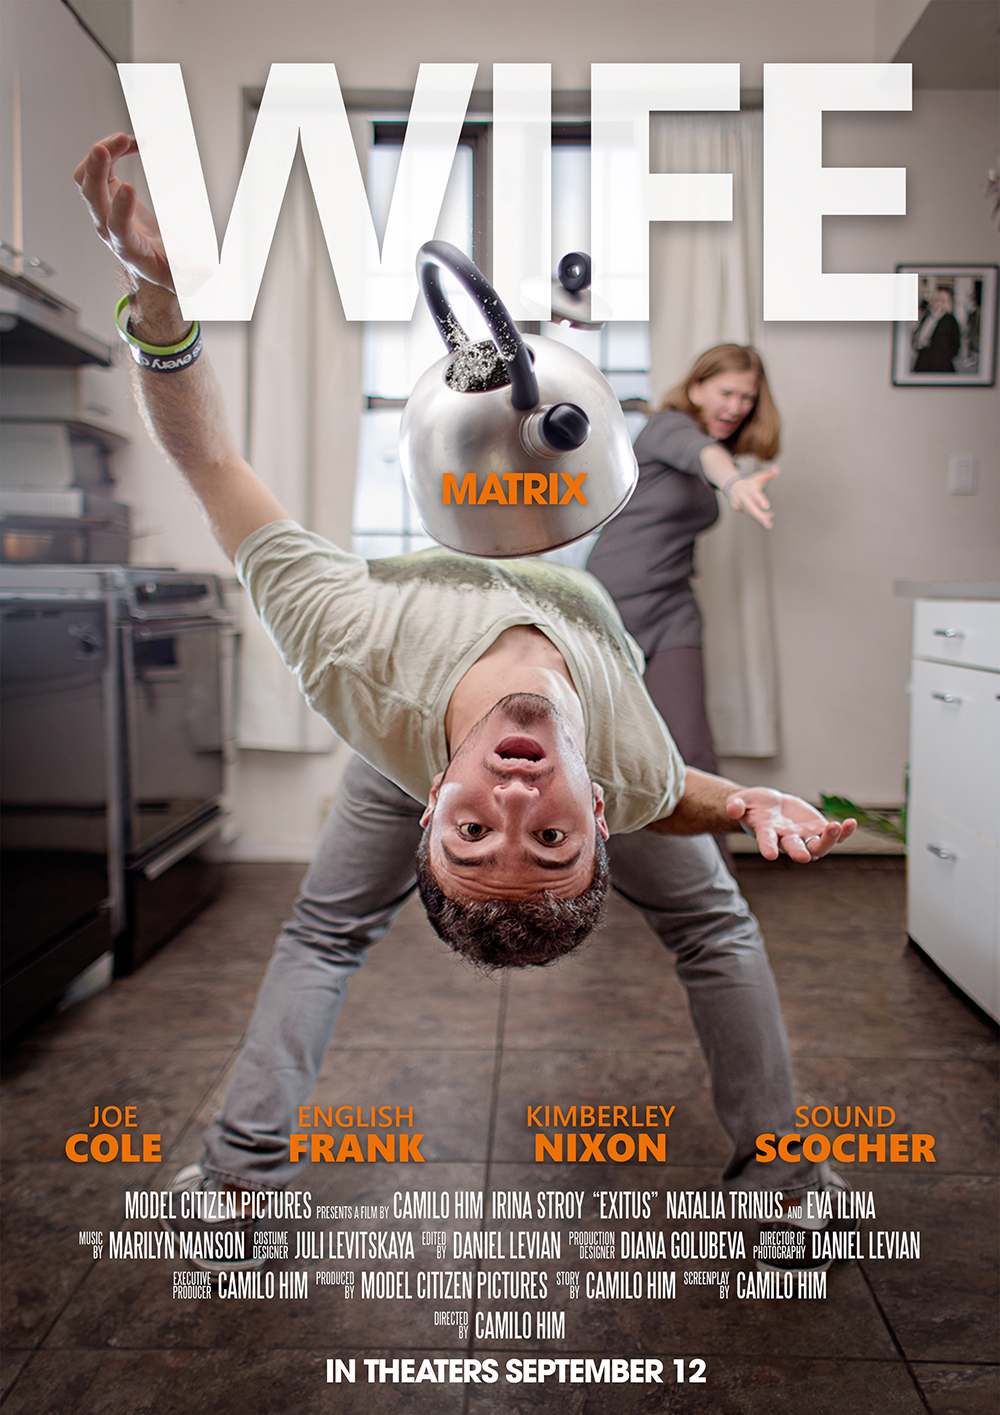 WIFE
MATRIX
JOE
COLE
ENGLISH
FRANK
KIMBERLEY
NIXON
SOUND
SCOCHER
MODEL CITIZEN PICTURES PRESENTS A FILM BY CAMILO HIM IRINA STROY “EXITUS” NATALIA TRINUS AND EVA ILINA
MUSIC BY MARILYN MANSON COSTUME DESIGNER JULI LEVITSKAYA EDITED BY DANIEL LEVIAN PRODUCTION DESIGNER DIANA GOLUBEVA DIRECTOR OF PHOTOGRAPHY DANIEL LEVIAN
EXECUTIVE PRODUCER CAMILO HIM PRODUCED BY MODEL CITIZEN PICTURES STORY BY CAMILO HIM SCREENPLAY BY CAMILO HIM
DIRECTED BY CAMILO HIM
IN THEATERS SEPTEMBER 12